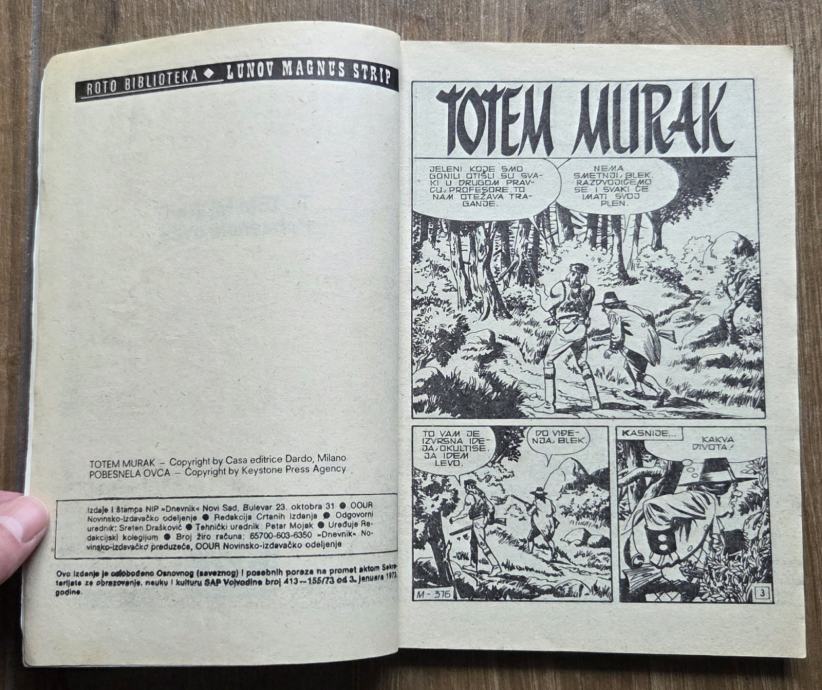 ROTO BIBLIOTEKA ◆ LUNOV MAGNUS STRIP
TOTEM MURAK – Copyright by Casa editrice Dardo, Milano
POBESNELA OVCA – Copyright by Keystone Press Agency
Izdaje i štampa NIP »Dnevnik« Novi Sad, Bulevar 23. oktobra 31 ● OOUR
Novinsko-izdavačko odeljenje ● Redakcija Crtanih izdanja ● Odgovorni
urednik: Sreten Drašković ● Tehnički urednik Petar Mojak ● Uređuje Re-
dakcijski kolegijum ● Broj žiro računa: 65700-603-6350 »Dnevnik« No-
vinsko-izdavačko preduzeće, OOUR Novinsko-izdavačko odeljenje
Ovo izdanje je oslobođeno Osnovnog (saveznog) i posebnih poreza na promet aktom Sekre-
tarijata za obrazovanje, nauku i kulturu SAP Vojvodine broj 413–155/73 od 3. januara 1973.
godine.
TOTEM MURAK
JELENI KOJE SMO
GONILI OTIŠLI SU SVA-
KI U DRUGOM PRAV-
CU, PROFESORE. TO
NAM OTEŽAVA TRA-
GANJE.
NEMA
SMETNJI, BLEK.
RAZDVOJIĆEMO
SE I SVAKI ĆE
IMATI SVOJ
PLEN.
TO VAM JE
IZVRSNA IDE-
JA, OKULTISE.
JA IDEM
LEVO.
DO VIĐE-
NJA, BLEK.
M-376
KASNIJE...
KAKVA
DIVOTA!
3